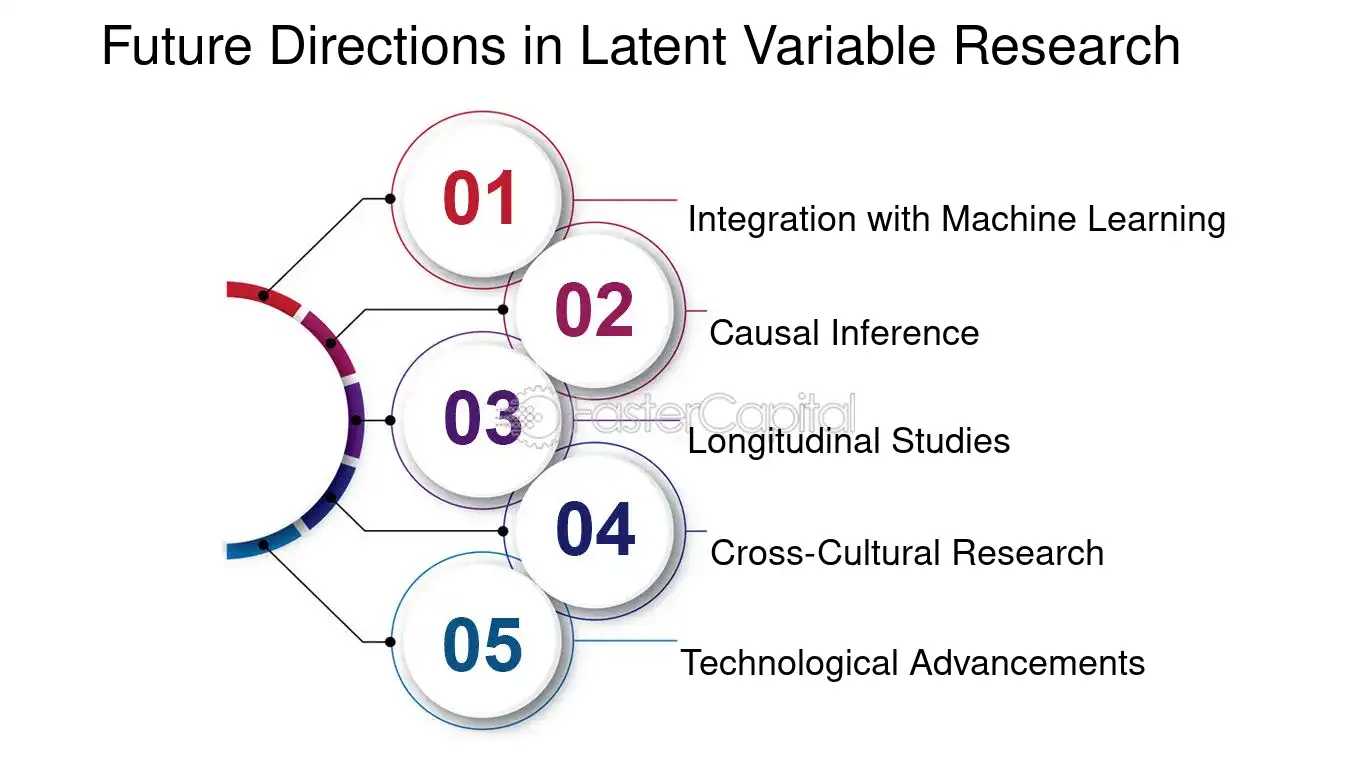 Future Directions in Latent Variable Research
01
Integration with Machine Learning
02
Causal Inference
03
FasterCapital
Longitudinal Studies
04
Cross-Cultural Research
05
Technological Advancements